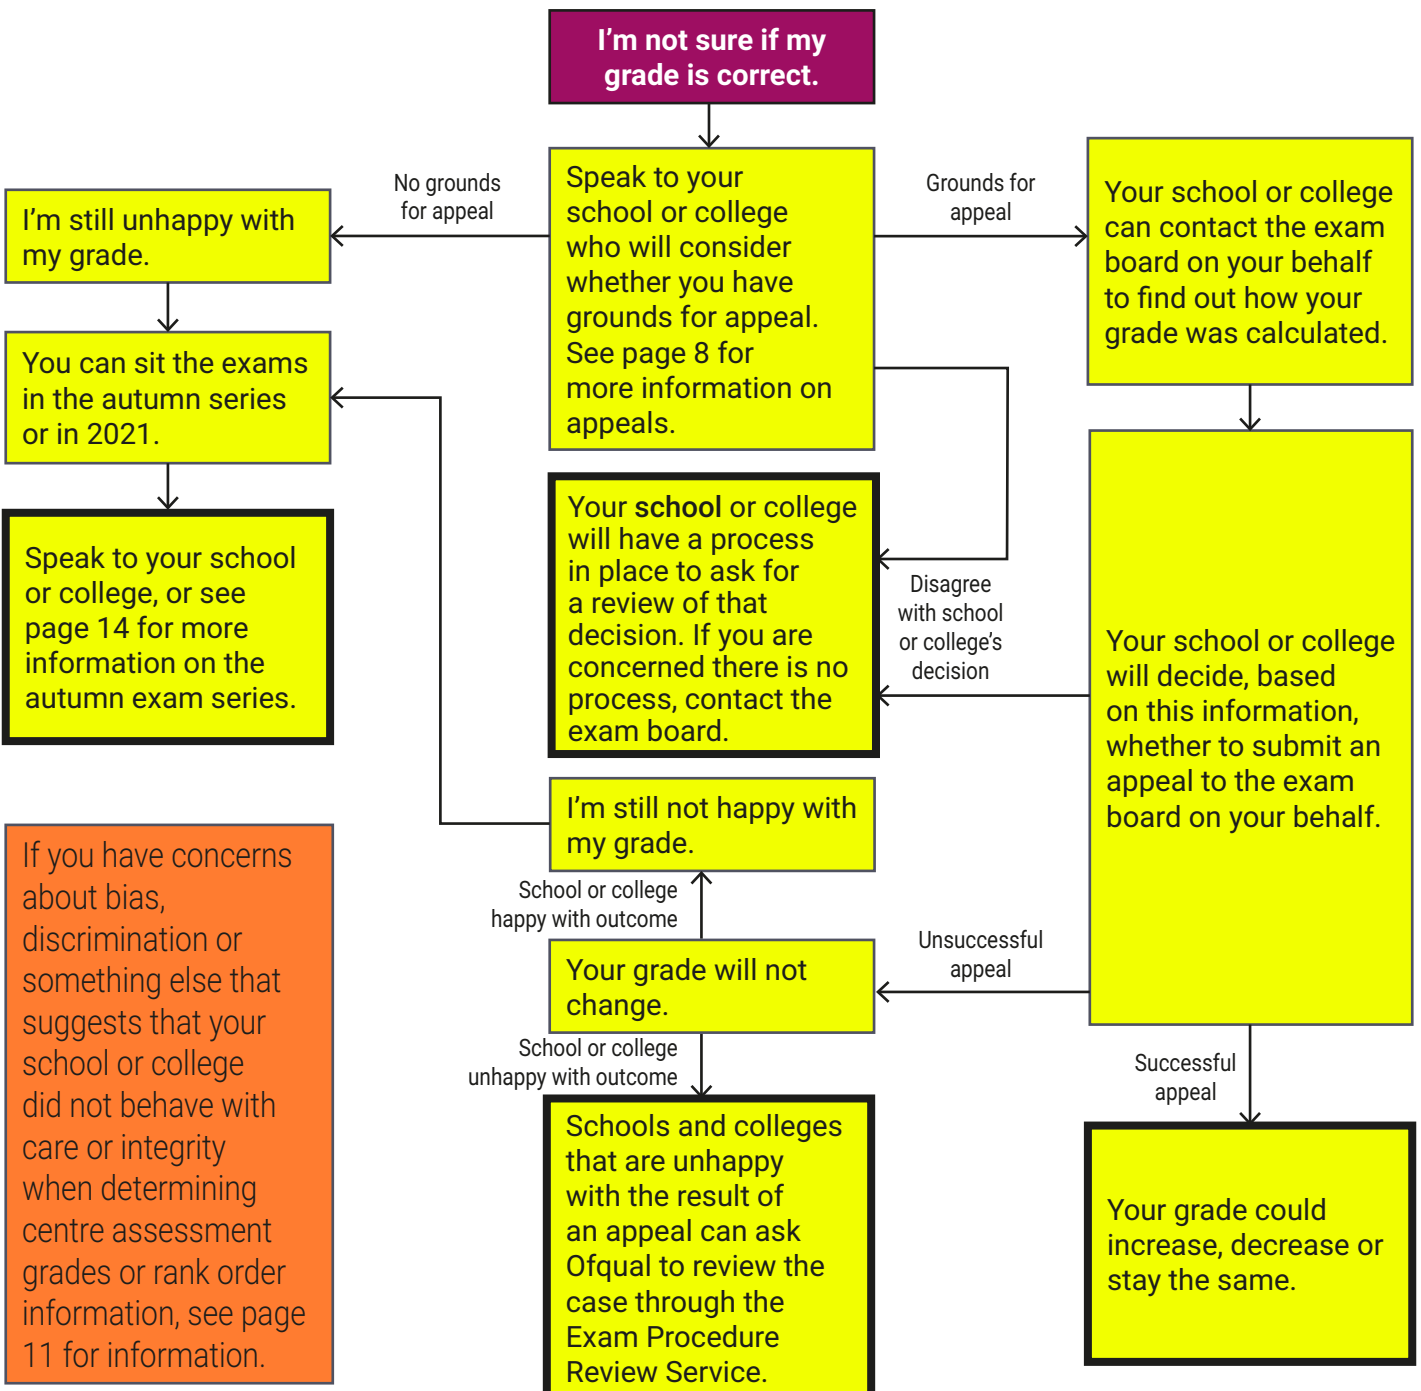 I’m not sure if my
grade is correct.
No grounds
for appeal
Speak to your
school or college
who will consider
whether you have
grounds for appeal.
See page 8 for
more information on
appeals.
Grounds for
appeal
Your school or college
can contact the exam
board on your behalf
to find out how your
grade was calculated.
I’m still unhappy with
my grade.
You can sit the exams
in the autumn series
or in 2021.
Speak to your school
or college, or see
page 14 for more
information on the
autumn exam series.
Your school or college
will have a process
in place to ask for
a review of that
decision. If you are
concerned there is no
process, contact the
exam board.
Disagree
with school
or college’s
decision
Your school or college
will decide, based
on this information,
whether to submit an
appeal to the exam
board on your behalf.
I’m still not happy with
my grade.
School or college
happy with outcome
Your grade will not
change.
Unsuccessful
appeal
School or college
unhappy with outcome
Successful
appeal
Schools and colleges
that are unhappy
with the result of
an appeal can ask
Ofqual to review the
case through the
Exam Procedure
Review Service.
Your grade could
increase, decrease or
stay the same.
If you have concerns
about bias,
discrimination or
something else that
suggests that your
school or college
did not behave with
care or integrity
when determining
centre assessment
grades or rank order
information, see page
11 for information.